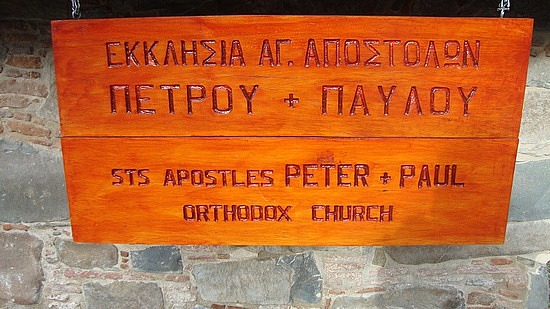 ΕΚΚΛΗΣΙΑ ΑΓ. ΑΠΟΣΤΟΛΩΝ
ΠΕΤΡΟΥ + ΠΑΥΛΟΥ
STS APOSTLES PETER + PAUL
ORTHODOX CHURCH